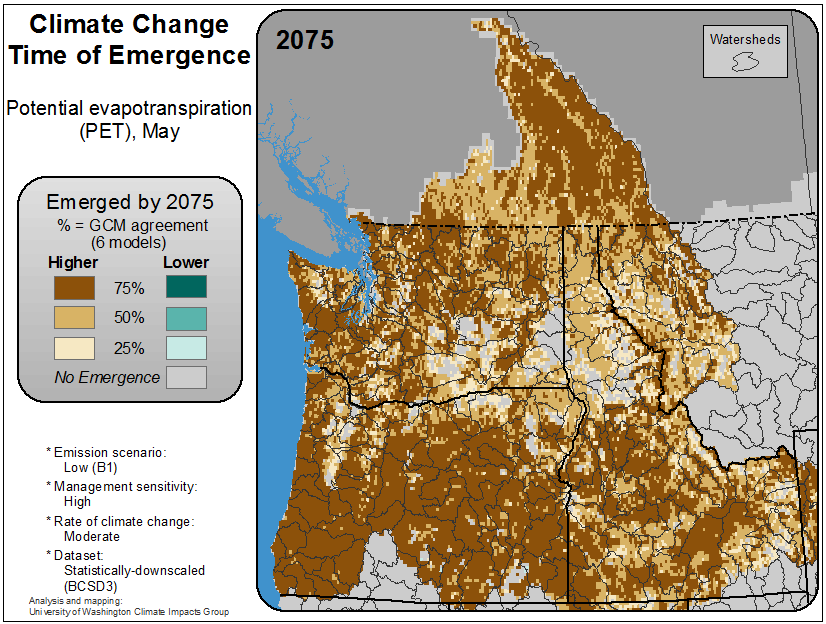 Climate Change
Time of Emergence
Potential evapotranspiration
(PET), May
Emerged by 2075
% = GCM agreement
(6 models)
Higher Lower
75%
50%
25%
No Emergence
* Emission scenario:
Low (B1)
* Management sensitivity:
High
* Rate of climate change:
Moderate
* Dataset:
Statistically-downscaled
(BCSD3)
Analysis and mapping:
University of Washington Climate Impacts Group
2075
Watersheds